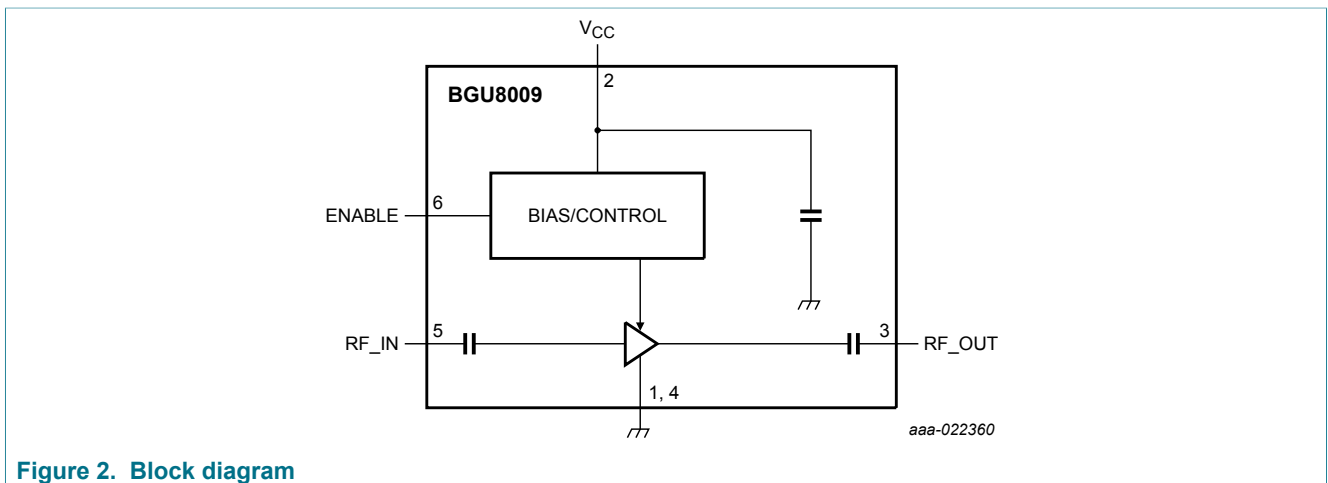 VCC
2
BGU8009
6
ENABLE
BIAS/CONTROL
5
RF_IN
3
RF_OUT
1, 4
aaa-022360
Figure 2. Block diagram